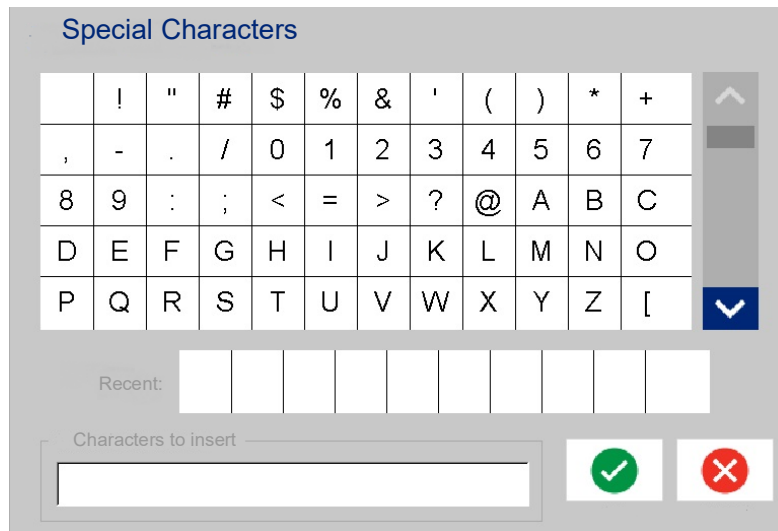 Special Characters
! " # $ % & ' ( ) * +
, - . / 0 1 2 3 4 5 6 7
8 9 : ; < = > ? @ A B C
D E F G H I J K L M N O
P Q R S T U V W X Y Z [
Recent:
Characters to insert